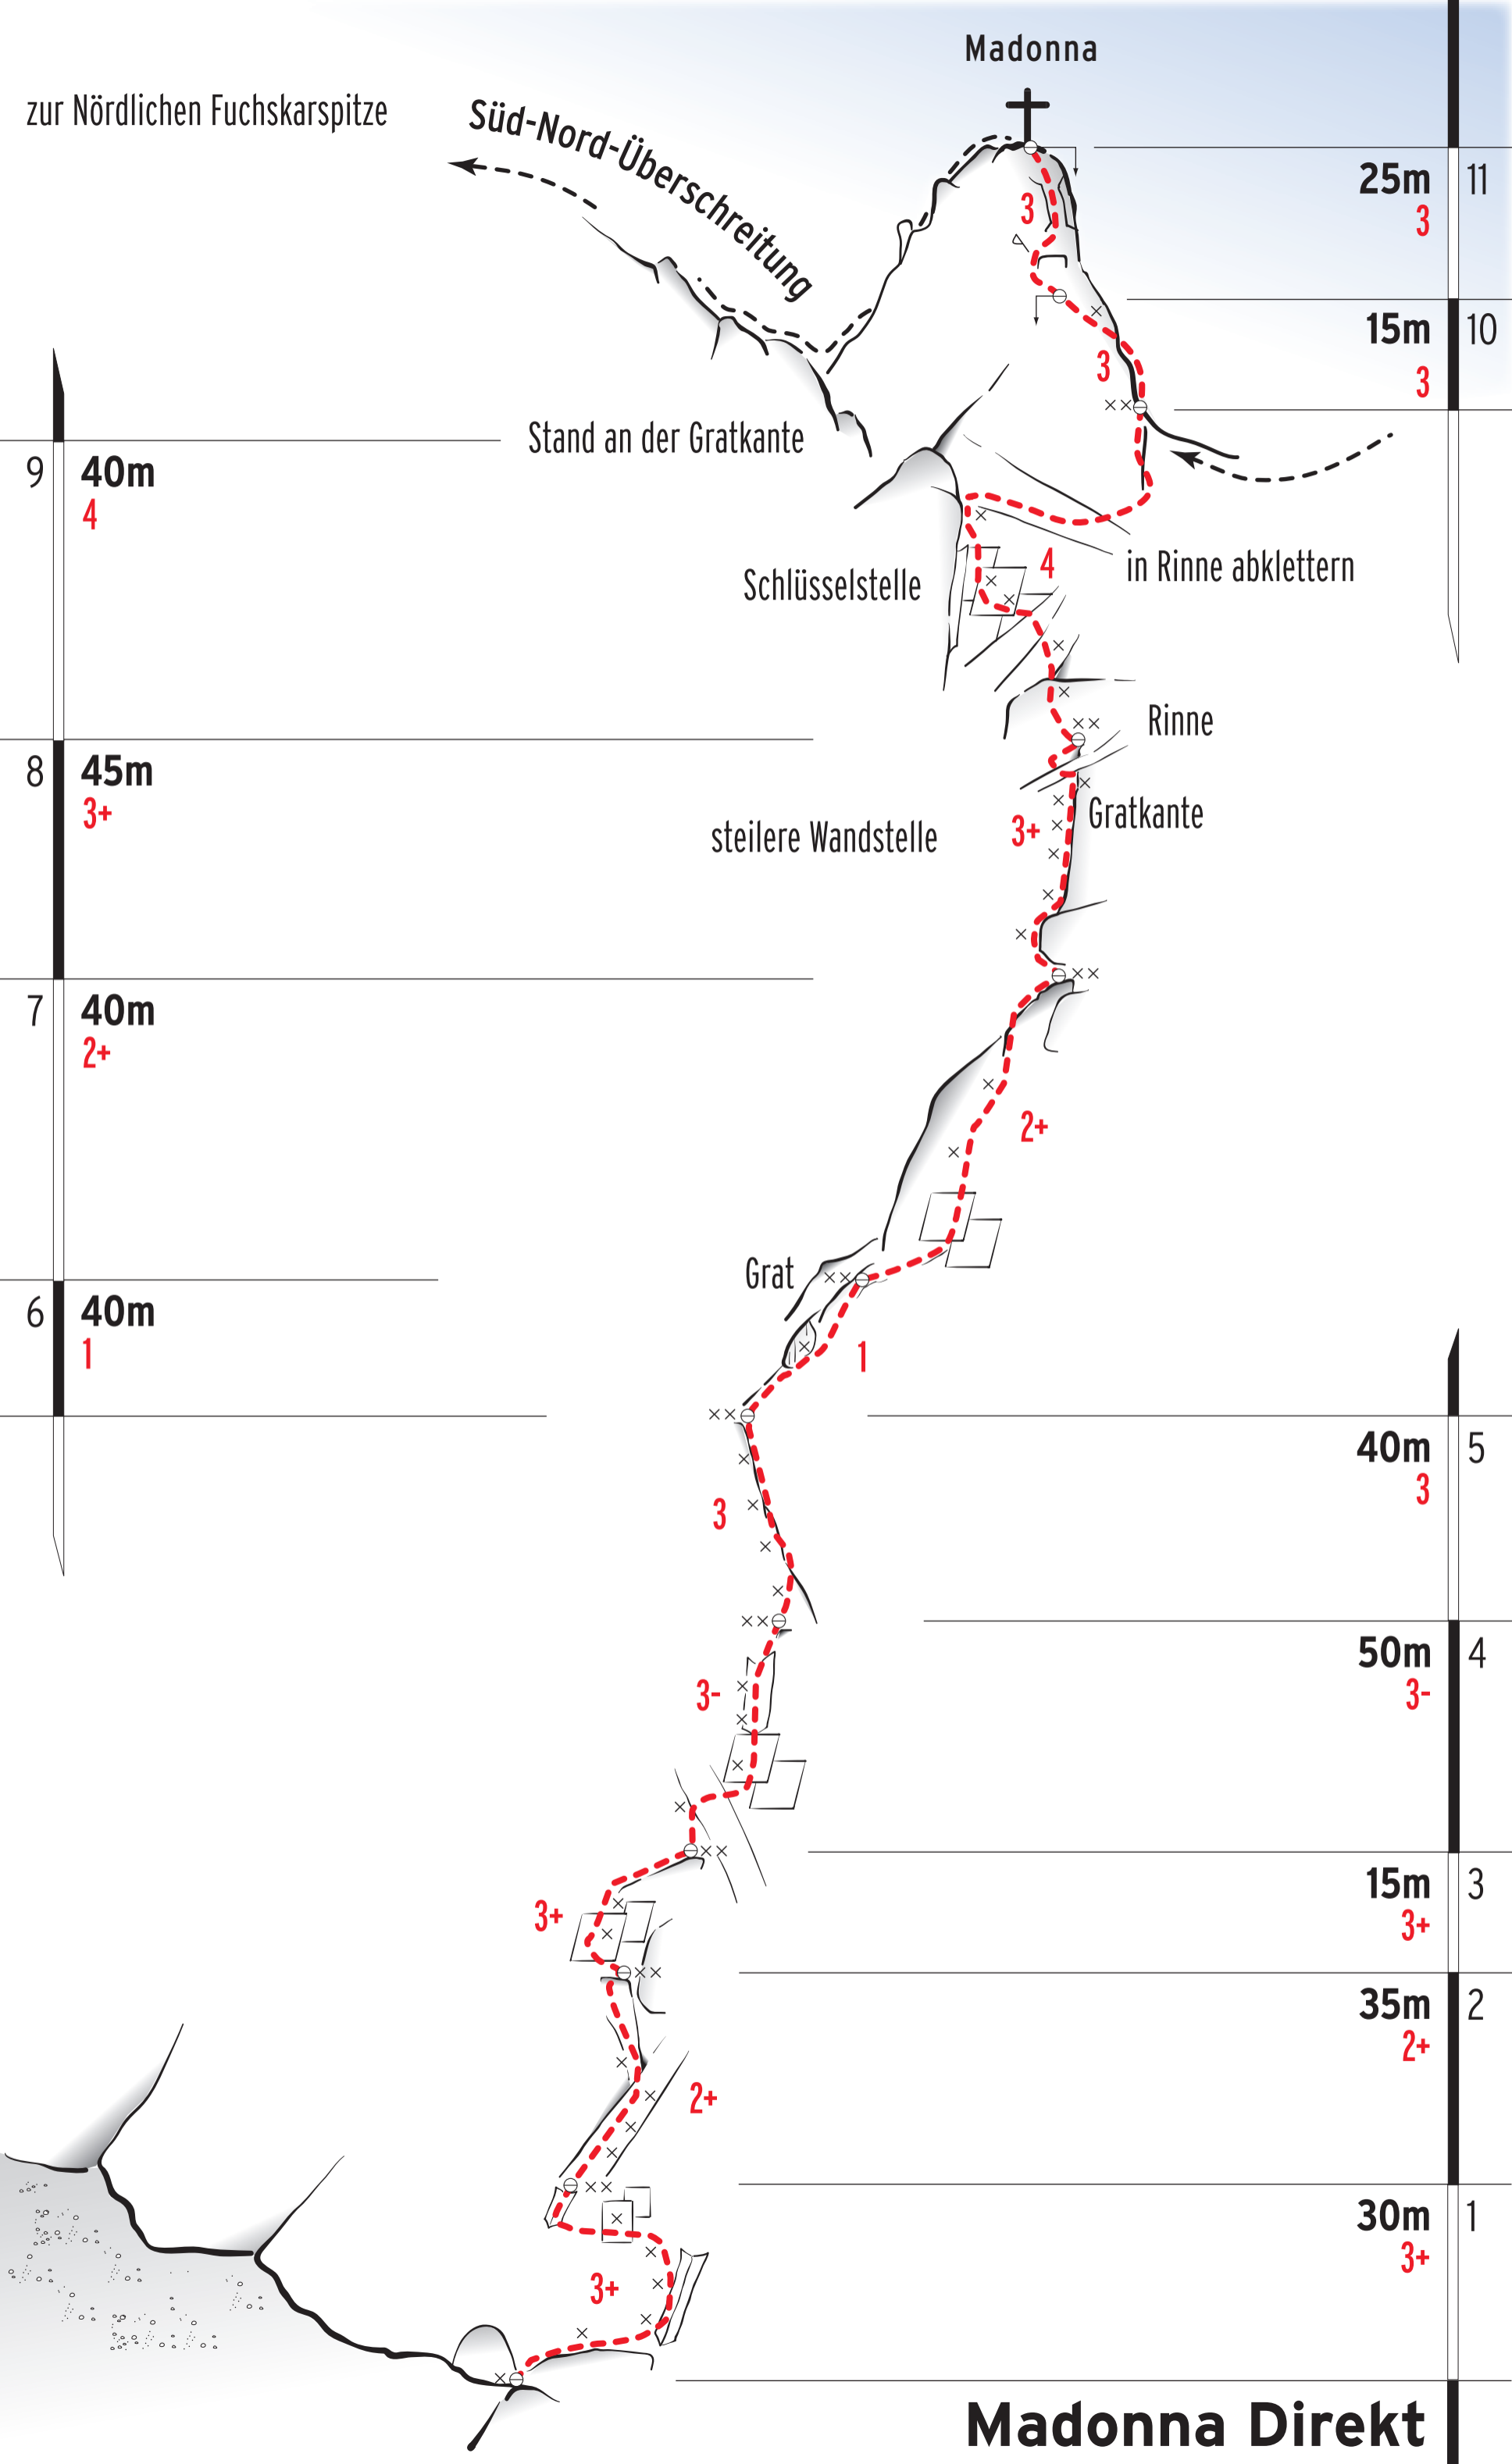 Madonna
zur Nördlichen Fuchskarspitze
Süd-Nord-Überschreitung
25m 11
3
3
15m 10
3
3
Stand an der Gratkante
9 40m
4
4
Schlüsselstelle
in Rinne abklettern
Rinne
8 45m
3+
3+
Gratkante
steilere Wandstelle
7 40m
2+
2+
Grat
6 40m
1
1
40m 5
3
3
50m 4
3-
3-
15m 3
3+
3+
35m 2
2+
2+
30m 1
3+
3+
Madonna Direkt